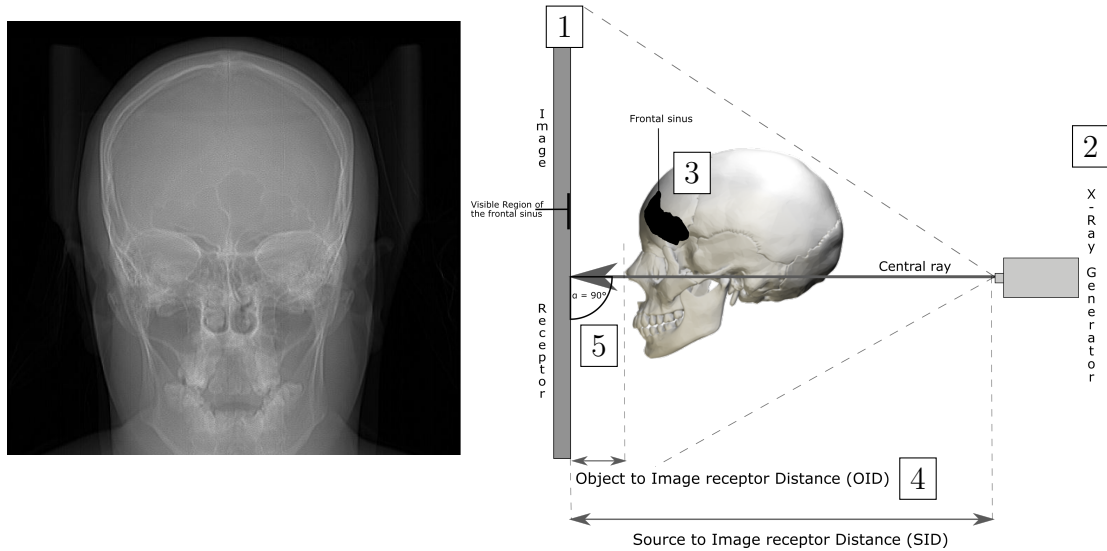 1
Image
Frontal sinus
3
2
X-Ray Generator
Visible Region of
the frontal sinus
Central ray
α = 90°
Receptor
5
Object to Image receptor Distance (OID)
4
Source to Image receptor Distance (SID)